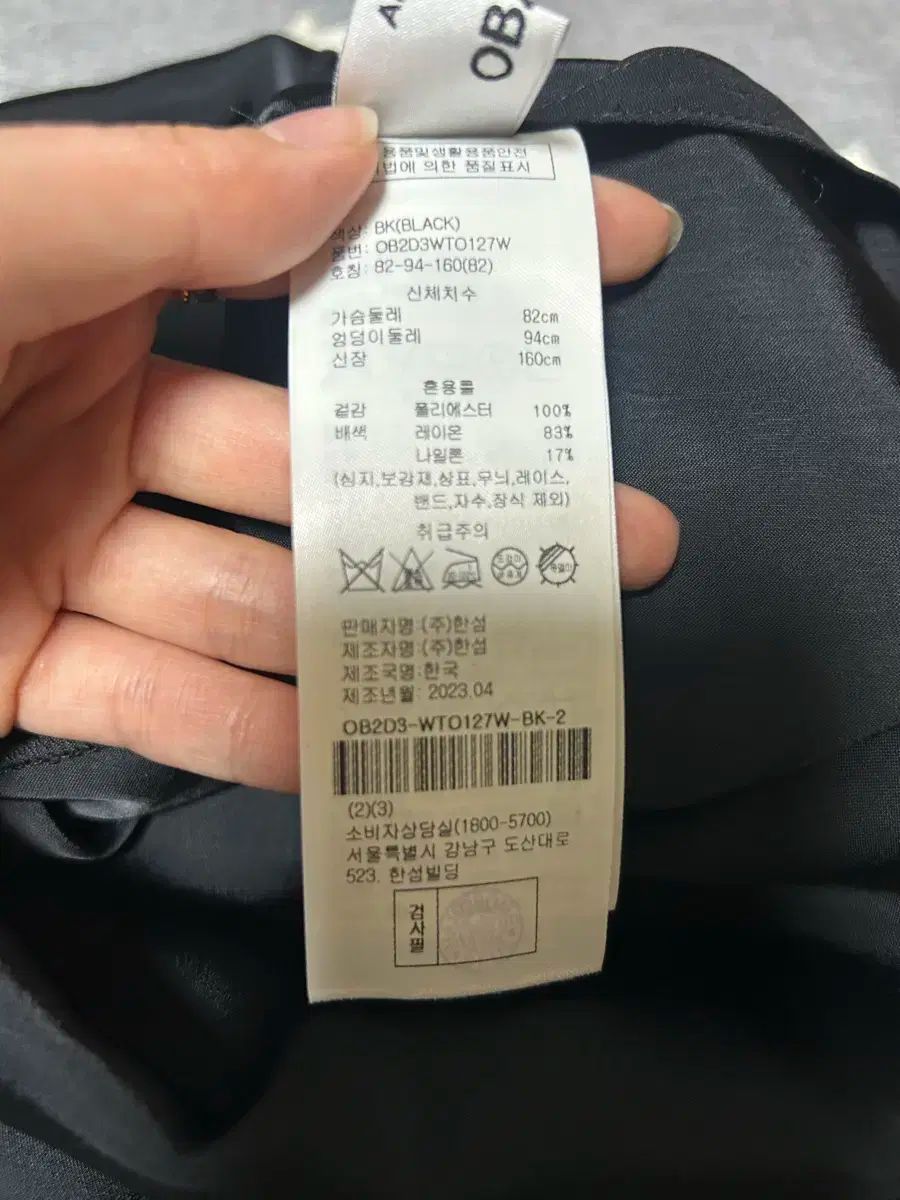 OB
용품및생활용품안전
법에 의한 품질표시
색상: BK(BLACK)
품번: OB2D3WTO127W
호칭: 82-94-160(82)
신체치수
가슴둘레 82cm
엉덩이둘레 94cm
신장 160cm
혼용률
겉감 폴리에스터 100%
배색 레이온 83%
나일론 17%
(심지,보강재,상표,무늬,레이스,
밴드,자수,장식 제외)
취급주의
판매자명:(주)한섬
제조자명:(주)한섬
제조국명:한국
제조년월: 2023.04
OB2D3-WTO127W-BK-2
(2)(3)
소비자상담실(1800-5700)
서울특별시 강남구 도산대로
523. 한섬빌딩
검사필